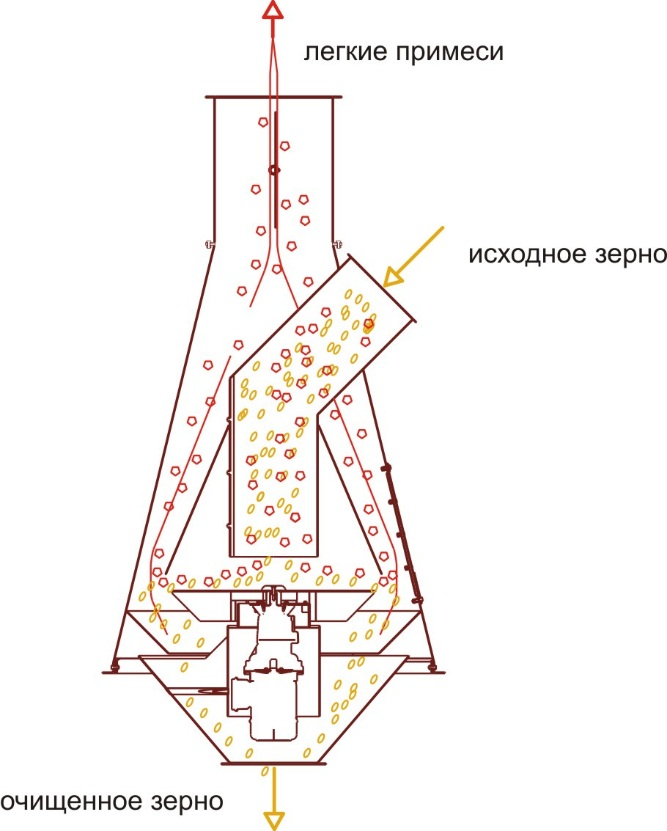 легкие примеси
исходное зерно
очищенное зерно